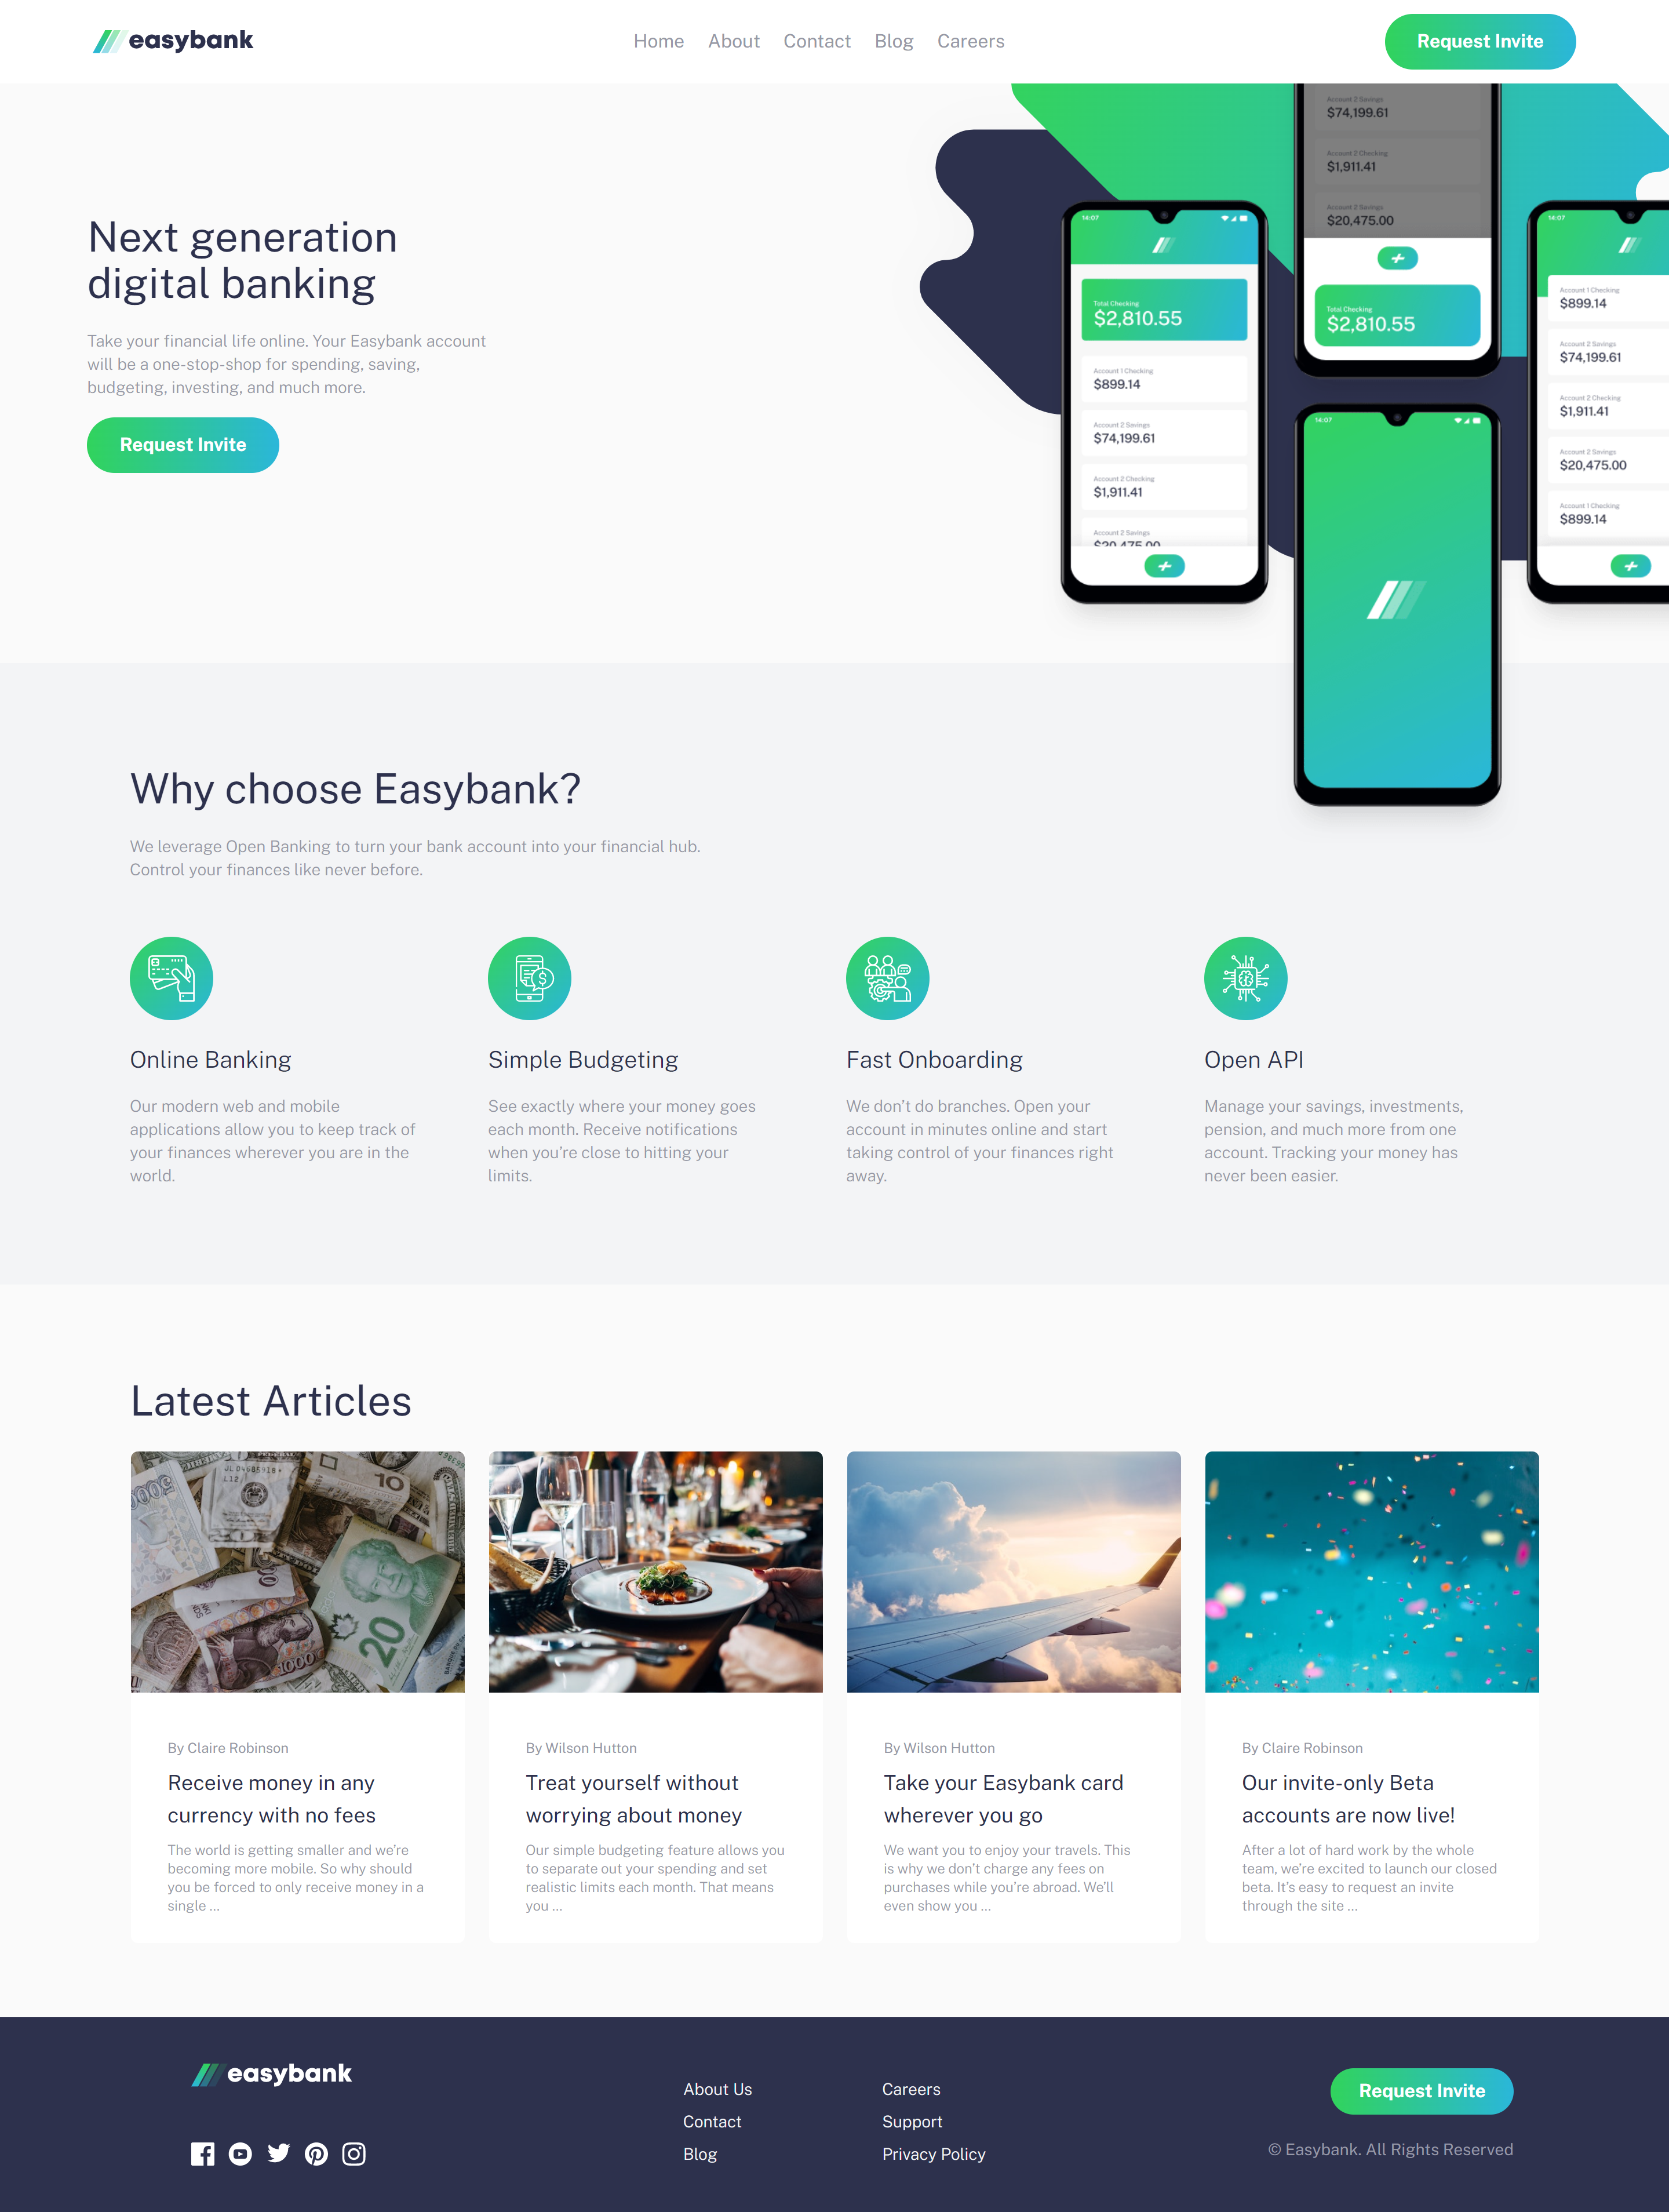 easybank
Home About Contact Blog Careers
Request Invite
Next generation
digital banking
Take your financial life online. Your Easybank account
will be a one-stop-shop for spending, saving,
budgeting, investing, and much more.
Request Invite
14:07
Total Checking
$2,810.55
Account 1 Checking
$899.14
Account 2 Savings
$74,199.61
Account 2 Checking
$1,911.41
Account 2 Savings
$20,475.00
Account 2 Savings
$74,199.61
Account 2 Checking
$1,911.41
Account 2 Savings
$20,475.00
Total Checking
$2,810.55
14:07
14:07
Account 1 Checking
$899.14
Account 2 Savings
$74,199.61
Account 2 Checking
$1,911.41
Account 2 Savings
$20,475.00
Account 1 Checking
$899.14
Why choose Easybank?
We leverage Open Banking to turn your bank account into your financial hub.
Control your finances like never before.
Online Banking
Our modern web and mobile
applications allow you to keep track of
your finances wherever you are in the
world.
Simple Budgeting
See exactly where your money goes
each month. Receive notifications
when you’re close to hitting your
limits.
Fast Onboarding
We don’t do branches. Open your
account in minutes online and start
taking control of your finances right
away.
Open API
Manage your savings, investments,
pension, and much more from one
account. Tracking your money has
never been easier.
Latest Articles
JL 04685918
L12
10
1000
20
By Claire Robinson
Receive money in any
currency with no fees
The world is getting smaller and we’re
becoming more mobile. So why should
you be forced to only receive money in a
single …
By Wilson Hutton
Treat yourself without
worrying about money
Our simple budgeting feature allows you
to separate out your spending and set
realistic limits each month. That means
you …
By Wilson Hutton
Take your Easybank card
wherever you go
We want you to enjoy your travels. This
is why we don’t charge any fees on
purchases while you’re abroad. We’ll
even show you …
By Claire Robinson
Our invite-only Beta
accounts are now live!
After a lot of hard work by the whole
team, we’re excited to launch our closed
beta. It’s easy to request an invite
through the site …
easybank
About Us
Contact
Blog
Careers
Support
Privacy Policy
Request Invite
© Easybank. All Rights Reserved